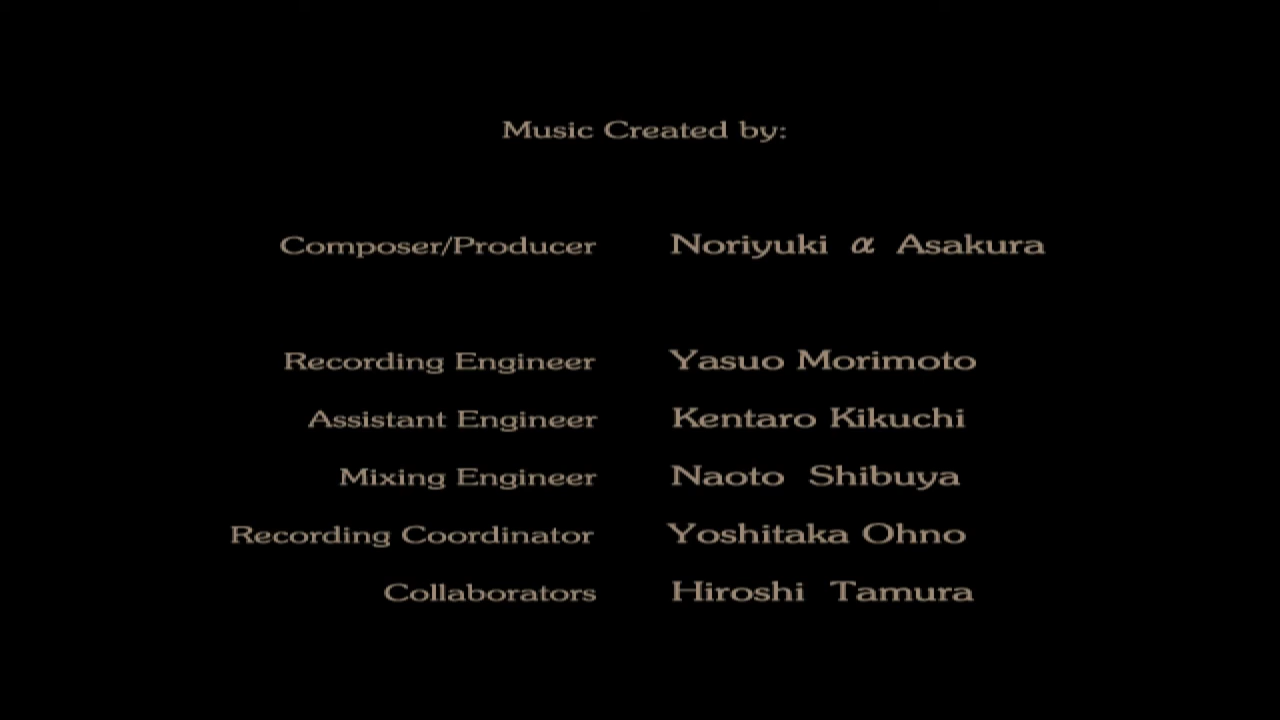 Music Created by:
Composer/Producer Noriyuki α Asakura
Recording Engineer Yasuo Morimoto
Assistant Engineer Kentaro Kikuchi
Mixing Engineer Naoto Shibuya
Recording Coordinator Yoshitaka Ohno
Collaborators Hiroshi Tamura